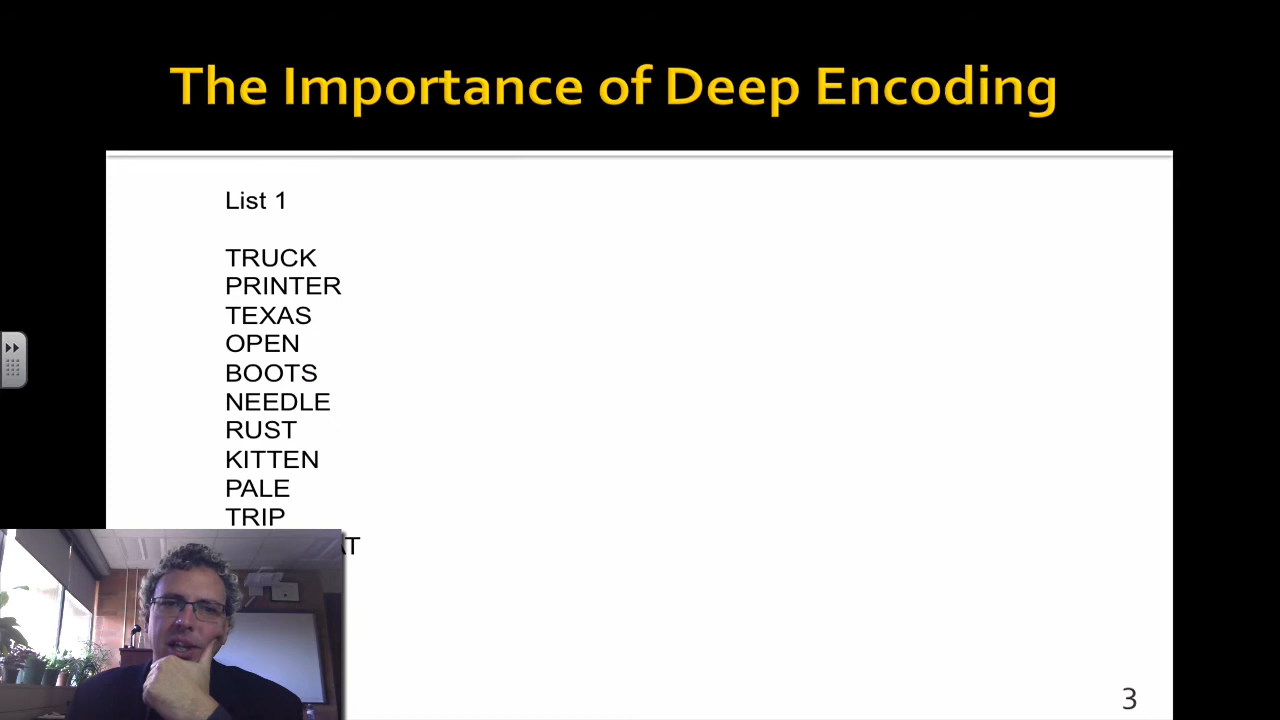 The Importance of Deep Encoding
List 1
TRUCK
PRINTER
TEXAS
OPEN
BOOTS
NEEDLE
RUST
KITTEN
PALE
TRIP
3